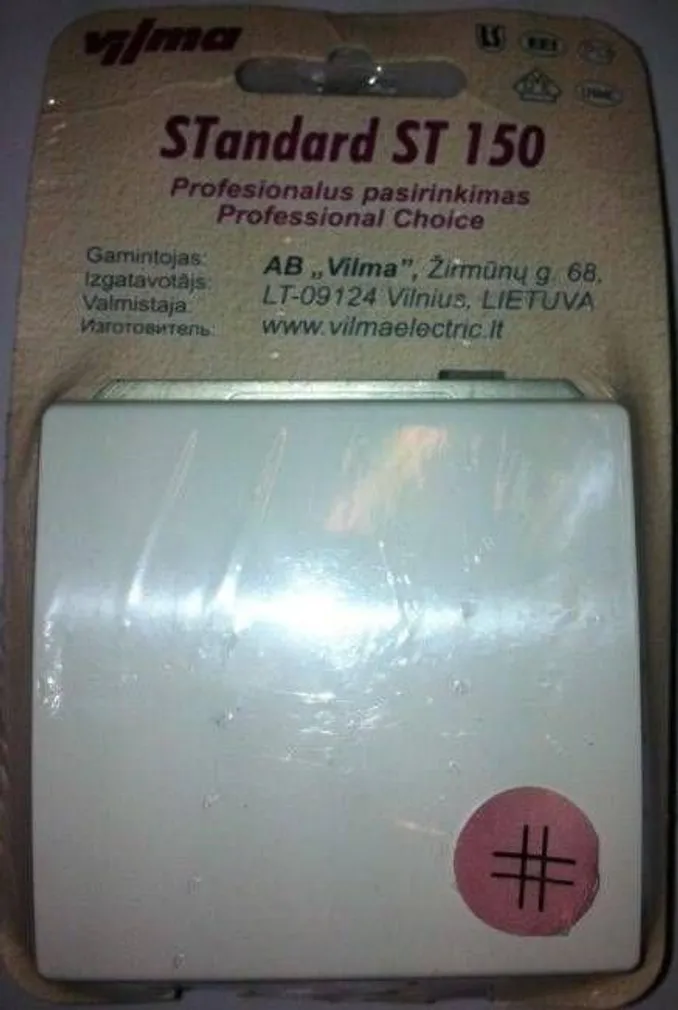 vilma
STandard ST 150
Profesionalus pasirinkimas
Professional Choice
Gamintojas:
Izgatavotājs:
Valmistaja:
Изготовитель:
AB „Vilma”, Žirmūnų g. 68,
LT-09124 Vilnius, LIETUVA
www.vilmaelectric.lt
#